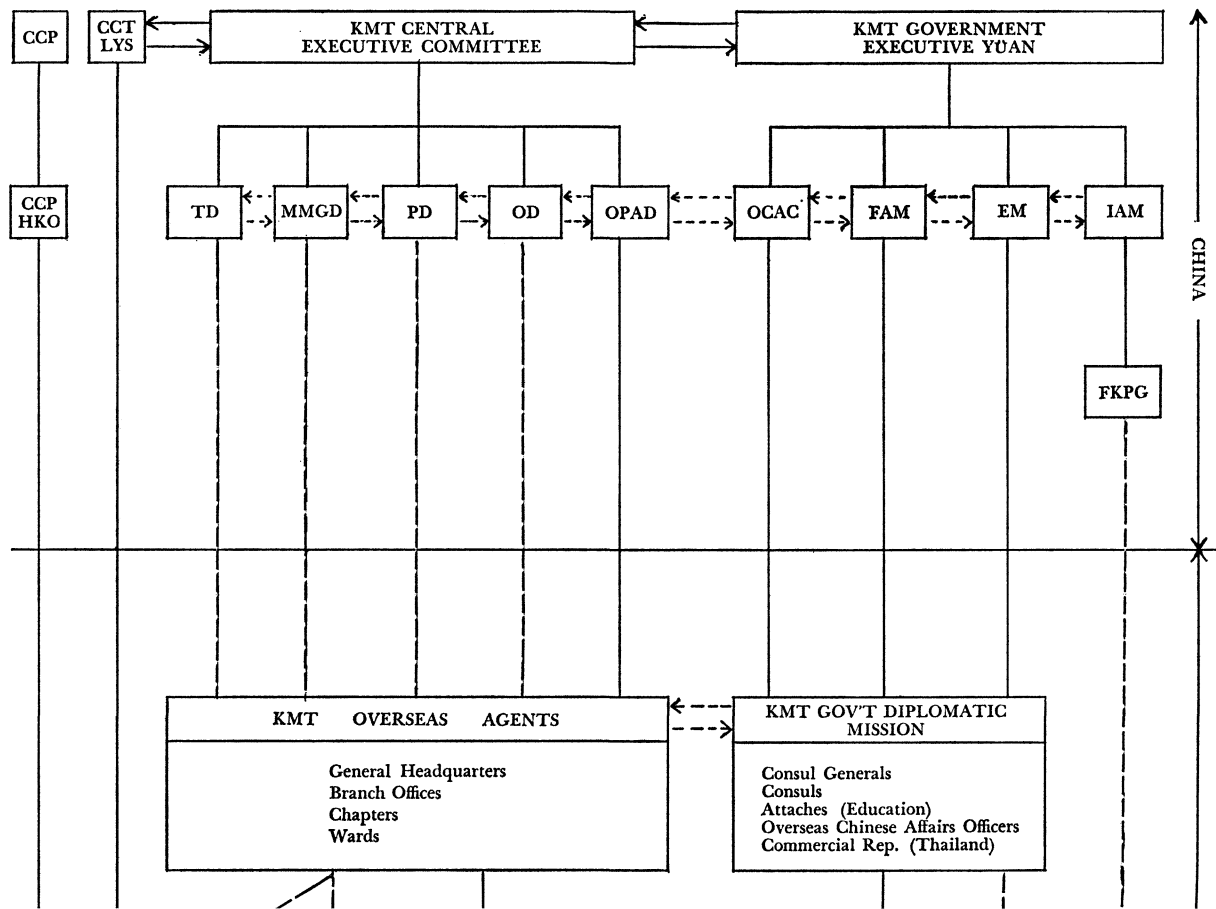 CCP
CCT
LYS
KMT CENTRAL
EXECUTIVE COMMITTEE
KMT GOVERNMENT
EXECUTIVE YUAN
CCP
HKO
TD
MMGD
PD
OD
OPAD
OCAC
FAM
EM
IAM
CHINA
FKPG
KMT OVERSEAS AGENTS
General Headquarters
Branch Offices
Chapters
Wards
KMT GOV'T DIPLOMATIC
MISSION
Consul Generals
Consuls
Attaches (Education)
Overseas Chinese Affairs Officers
Commercial Rep. (Thailand)